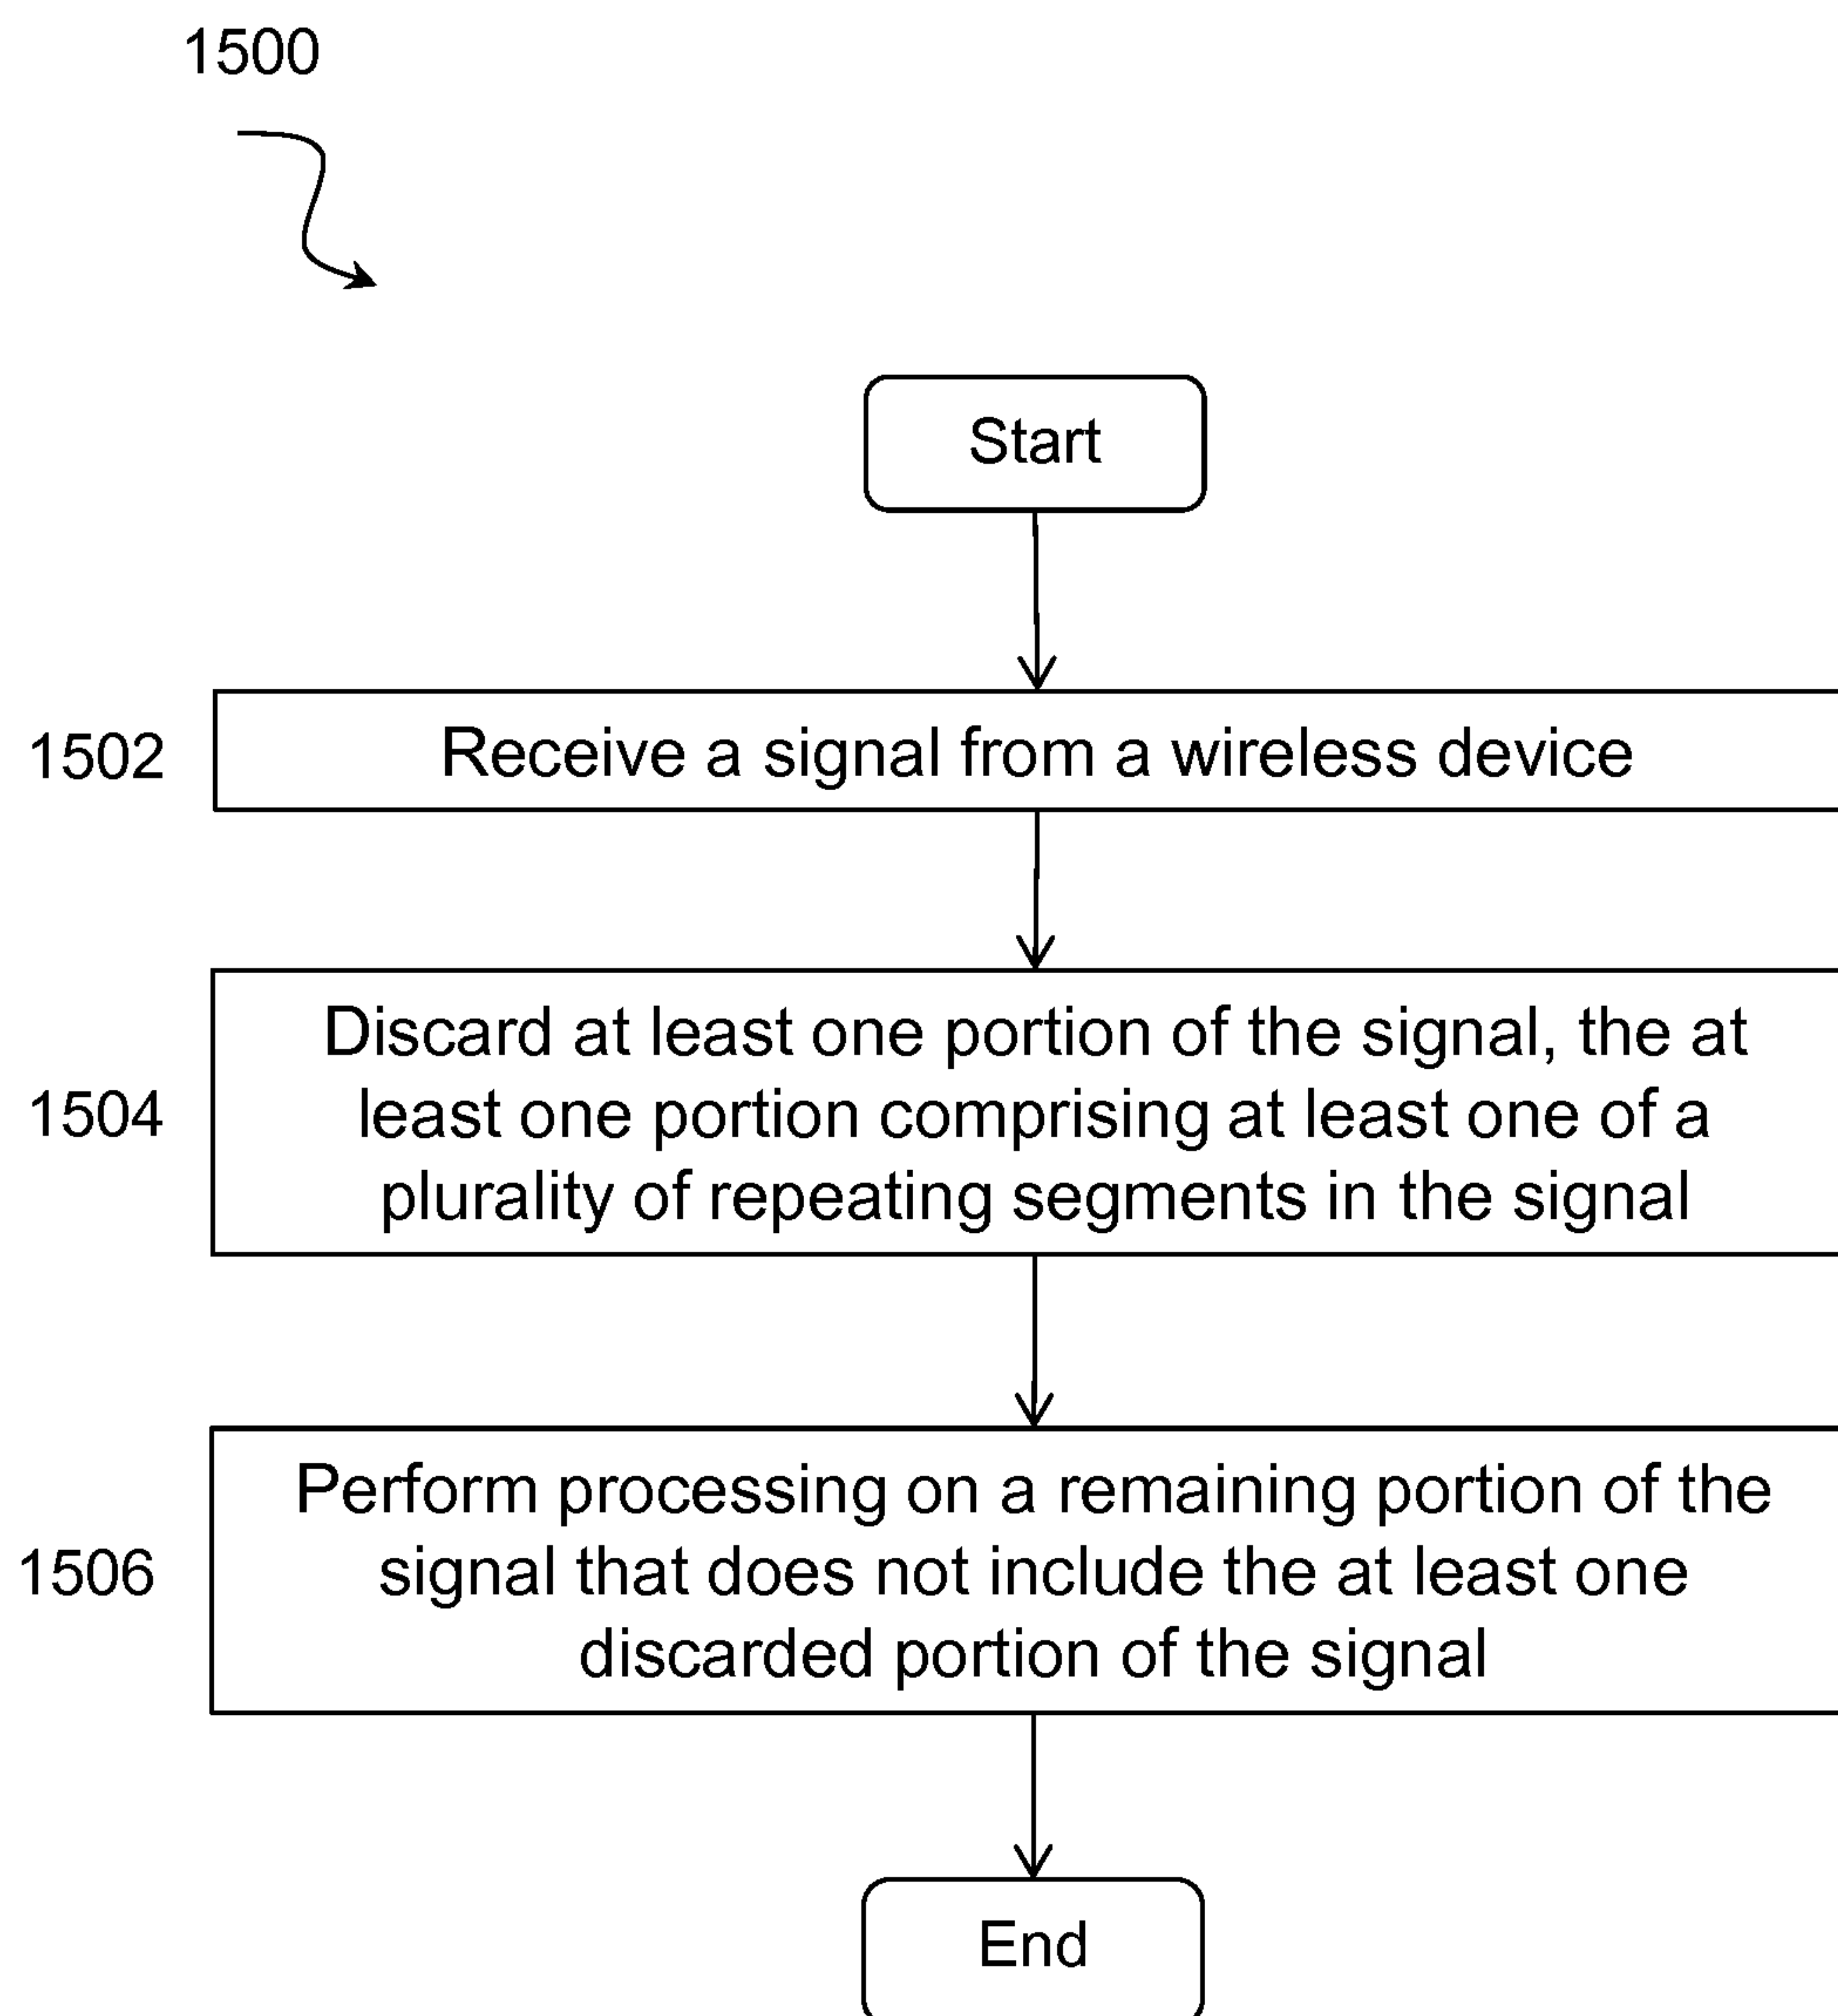 1500
Start
1502
Receive a signal from a wireless device
1504
Discard at least one portion of the signal, the at
least one portion comprising at least one of a
plurality of repeating segments in the signal
1506
Perform processing on a remaining portion of the
signal that does not include the at least one
discarded portion of the signal
End